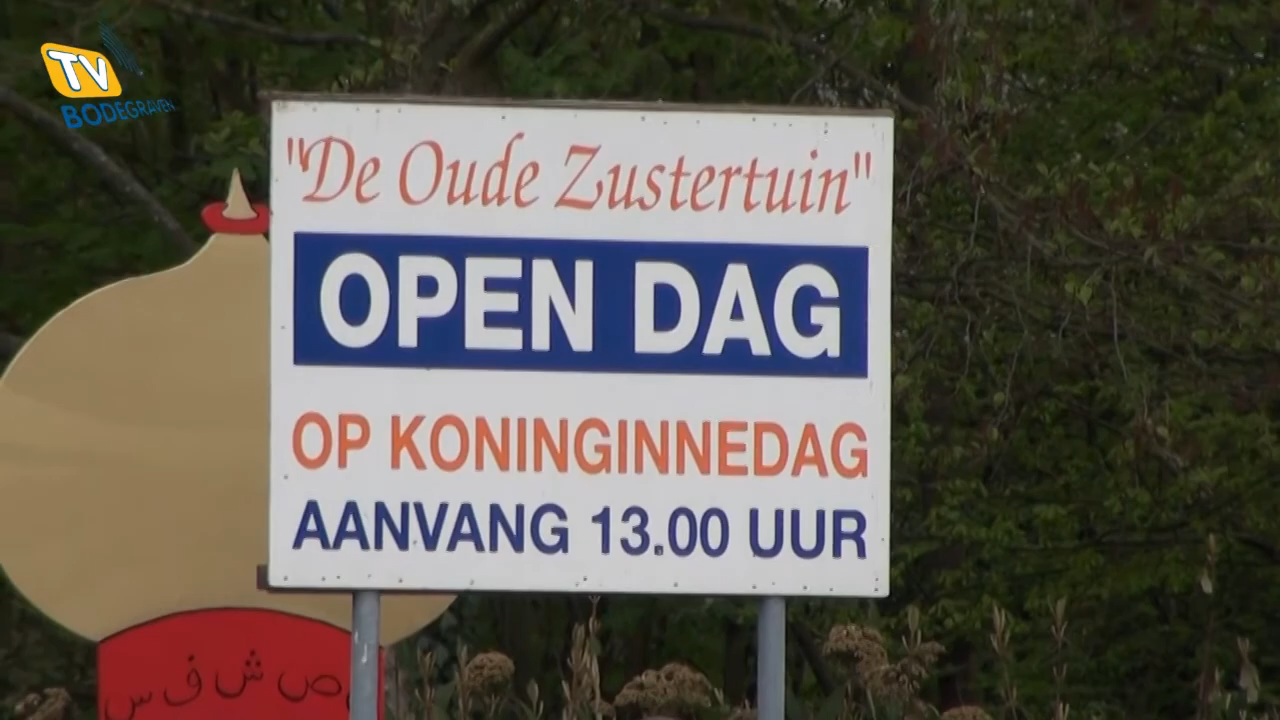 TV
BODEGRAVEN
"De Oude Zustertuin"
OPEN DAG
OP KONINGINNEDAG
AANVANG 13.00 UUR
ص ش ف س